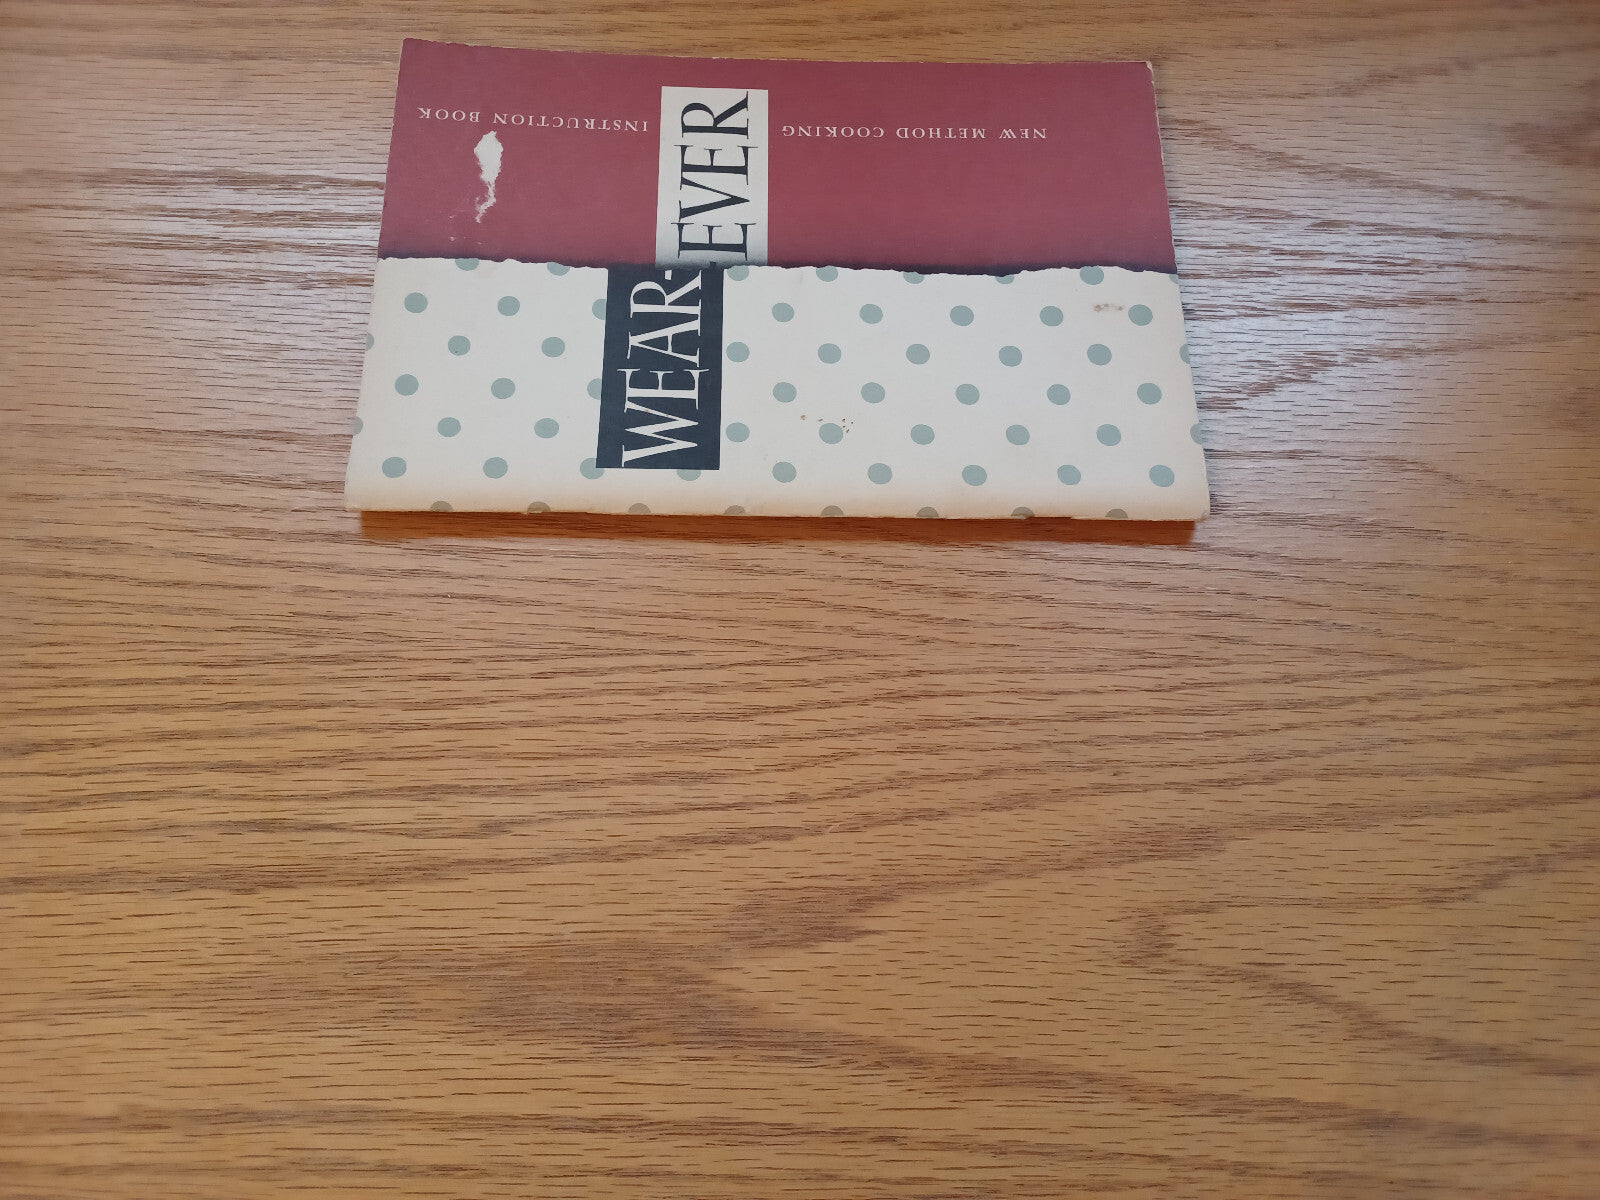 NEW METHOD COOKING
WEAR-EVER
INSTRUCTION BOOK